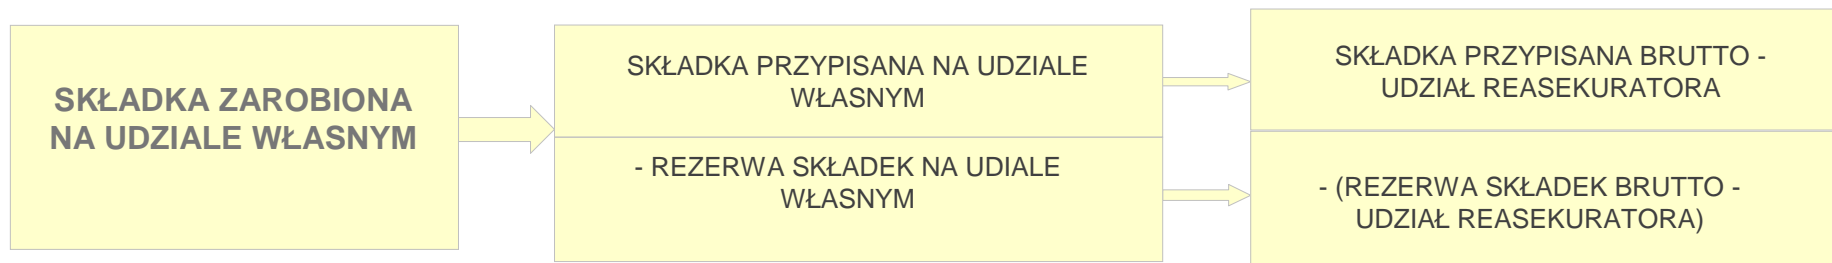 SKŁADKA ZAROBIONA
NA UDZIALE WŁASNYM
SKŁADKA PRZYPISANA NA UDZIALE
WŁASNYM
- REZERWA SKŁADEK NA UDIALE
WŁASNYM
SKŁADKA PRZYPISANA BRUTTO -
UDZIAŁ REASEKURATORA
- (REZERWA SKŁADEK BRUTTO -
UDZIAŁ REASEKURATORA)